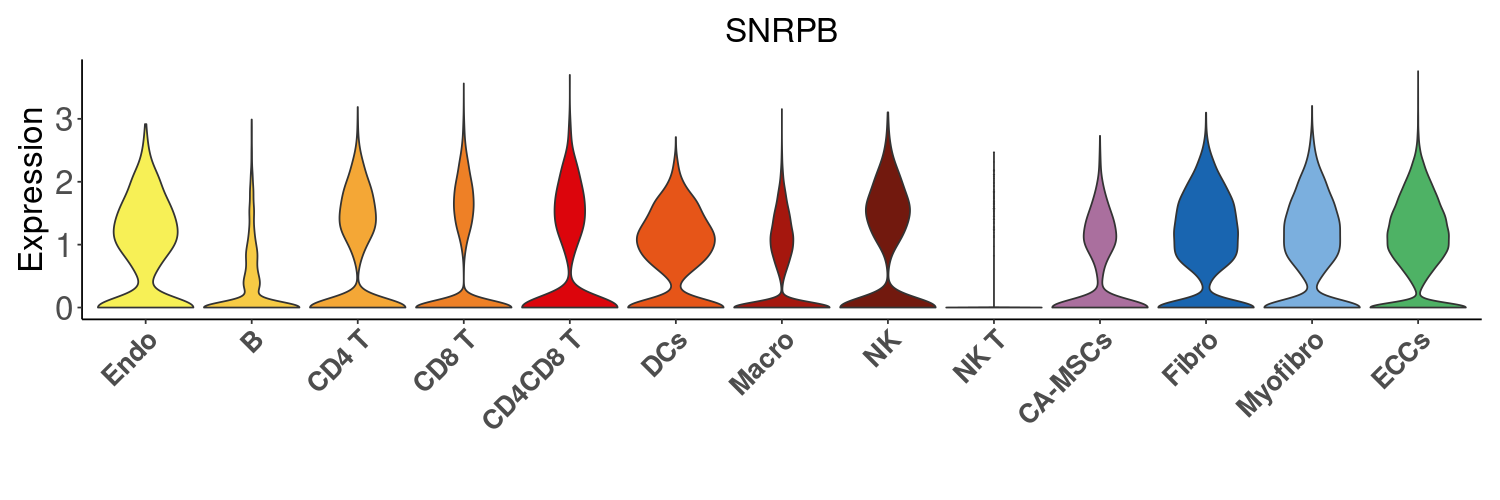 SNRPB
Expression
3
2
1
0
Endo
B
CD4 T
CD8 T
CD4CD8 T
DCs
Macro
NK
NK T
CA-MSCs
Fibro
Myofibro
ECCs